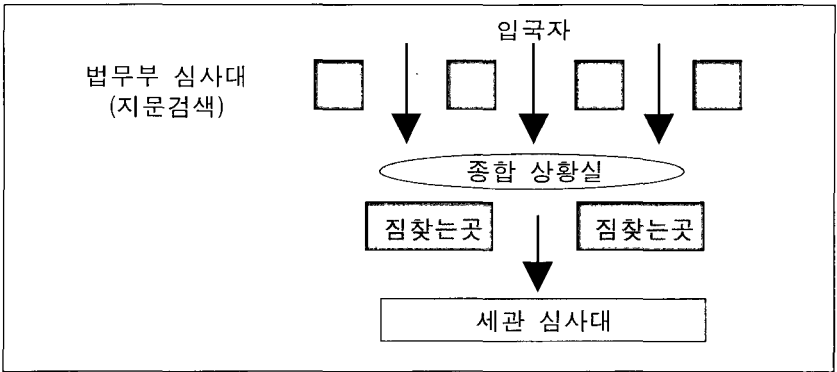 입국자
법무부 심사대
(지문검색)
종합 상황실
짐찾는곳 짐찾는곳
세관 심사대